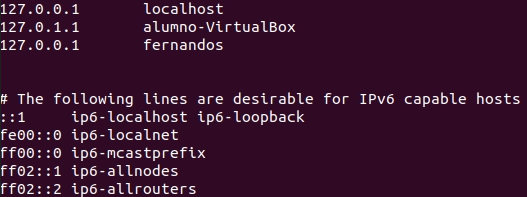 127.0.0.1       localhost
127.0.1.1       alumno-VirtualBox
127.0.0.1       fernandos
# The following lines are desirable for IPv6 capable hosts
::1     ip6-localhost ip6-loopback
fe00::0 ip6-localnet
ff00::0 ip6-mcastprefix
ff02::1 ip6-allnodes
ff02::2 ip6-allrouters